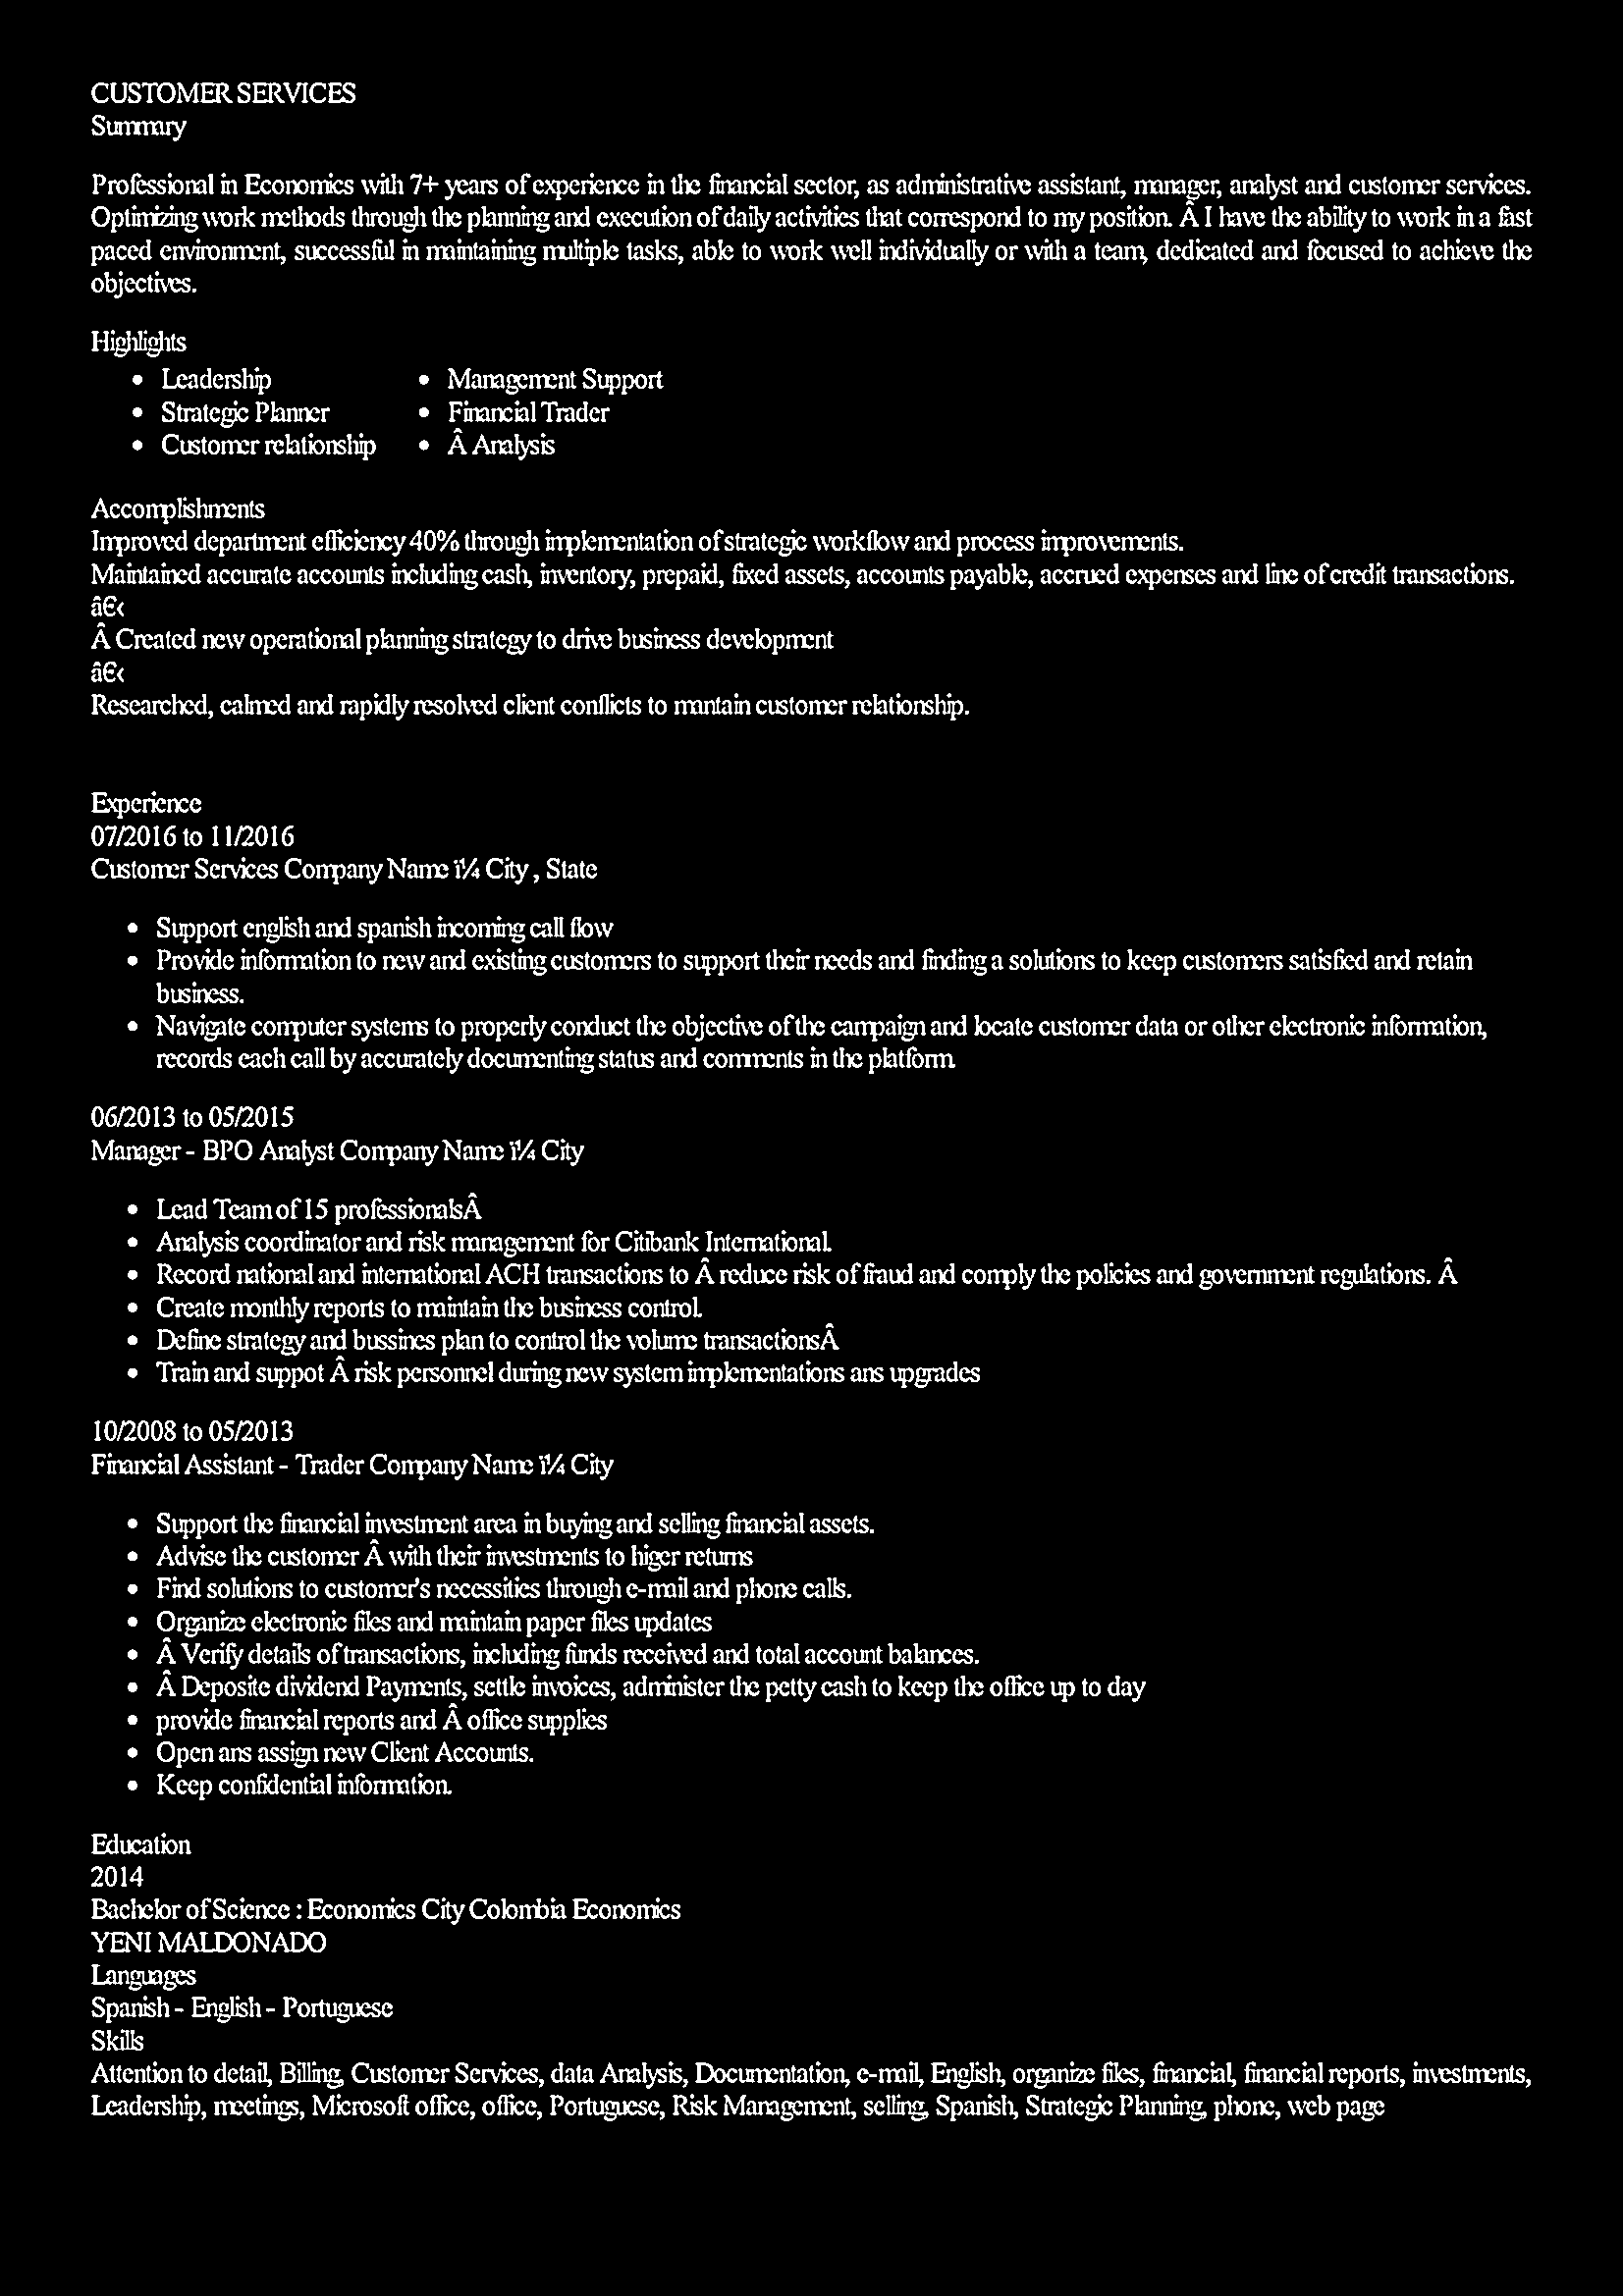 CUSTOMER SERVICES
Summary
Professional in Economics with 7+ years of experience in the financial sector, as administrative assistant, manager, analyst and customer services.
Optimizing work methods through the planning and execution of daily activities that correspond to my position. Â I have the ability to work in a fast
paced environment, successful in maintaining multiple tasks, able to work well individually or with a team, dedicated and focused to achieve the
objectives.
Highlights
• Leadership
• Strategic Planner
• Customer relationship
• Management Support
• Financial Trader
• Â Analysis
Accomplishments
Improved department efficiency 40% through implementation of strategic workflow and process improvements.
Maintained accurate accounts including cash, inventory, prepaid, fixed assets, accounts payable, accrued expenses and line of credit transactions.
â€‹
Â Created new operational planning strategy to drive business development
â€‹
Researched, calmed and rapidly resolved client conflicts to mantain customer relationship.
Experience
07/2016 to 11/2016
Customer Services Company Name ï¼ City , State
• Support english and spanish incoming call flow
• Provide information to new and existing customers to support their needs and finding a solutions to keep customers satisfied and retain
business.
• Navigate computer systems to properly conduct the objective of the campaign and locate customer data or other electronic information,
records each call by accurately documenting status and comments in the platform.
06/2013 to 05/2015
Manager - BPO Analyst Company Name ï¼ City
• Lead Team of 15 professionalsÂ
• Analysis coordinator and risk management for Citibank International.
• Record national and international ACH transactions to Â reduce risk of fraud and comply the policies and government regulations. Â
• Create monthly reports to maintain the business control.
• Define strategy and bussines plan to control the volume transactionsÂ
• Train and suppot Â risk personnel during new system implementations ans upgrades
10/2008 to 05/2013
Financial Assistant - Trader Company Name ï¼ City
• Support the financial investment area in buying and selling financial assets.
• Advise the customer Â with their investments to higer returns
• Find solutions to customer's necessities through e-mail and phone calls.
• Organize electronic files and maintain paper files updates
• Â Verify details of transactions, including funds received and total account balances.
• Â Deposite dividend Payments, settle invoices, administer the petty cash to keep the office up to day
• provide financial reports and Â office supplies
• Open ans assign new Client Accounts.
• Keep confidential information.
Education
2014
Bachelor of Science : Economics City Colombia Economics
YENI MALDONADO
Languages
Spanish - English - Portuguese
Skills
Attention to detail, Billing, Customer Services, data Analysis, Documentation, e-mail, English, organize files, financial, financial reports, investments,
Leadership, meetings, Microsoft office, office, Portuguese, Risk Management, selling, Spanish, Strategic Planning, phone, web page